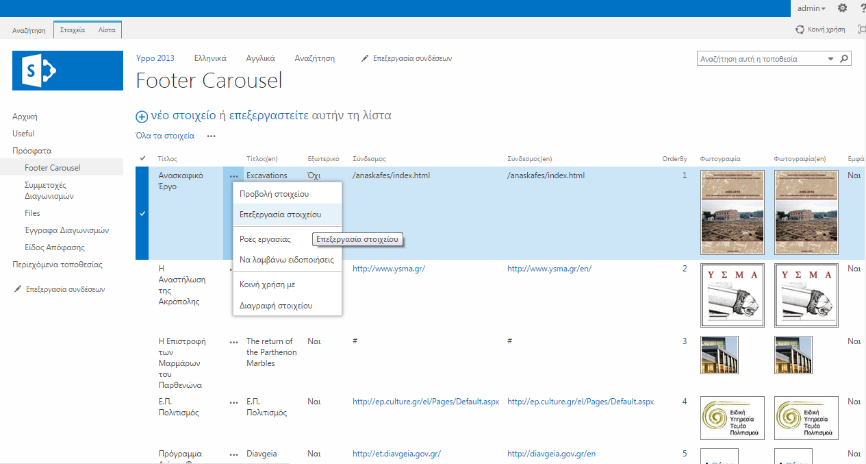 admin
?
Αναζήτηση Στοιχεία Λίστα
Κοινή χρήση
Yppo 2013 Ελληνικά Αγγλικά Αναζήτηση Επεξεργασία συνδέσεων
Αναζήτηση αυτή η τοποθεσία
Footer Carousel
νέο στοιχείο ή επεξεργαστείτε αυτήν τη λίστα
Όλα τα στοιχεία ...
Αρχική
Useful
Πρόσφατα
Footer Carousel
Συμμετοχές
Διαγωνισμών
Files
Έγγραφα Διαγωνισμών
Είδος Απόφασης
Περιεχόμενα τοποθεσίας
Επεξεργασία συνδέσεων
Τίτλος Τίτλος(en) Εξωτερικό Σύνδεσμος Σύνδεσμος(en) OrderBy Φωτογραφία Φωτογραφία(en) Εμφά
Ανασκαφικό
Έργο
... Excavations Όχι /anaskafes/index.html /anaskafes/index.html 1 Ναι
Προβολή στοιχείου
Επεξεργασία στοιχείου
Ροές εργασίας
Επεξεργασία στοιχείου
Να λαμβάνω ειδοποιήσεις
Κοινή χρήση με
Διαγραφή στοιχείου
Η
Αναστήλωση
της
Ακρόπολης
http://www.ysma.gr/ http://www.ysma.gr/en/ 2 Ναι
Υ Σ Μ Α
Υ Σ Μ Α
Η Επιστροφή
των
Μαρμάρων
του
Παρθενώνα
... The return of
the Parthenon
Marbles
Ναι # # 3 Ναι
Ε.Π.
Πολιτισμός
... Ε.Π.
Πολιτισμός
Ναι http://ep.culture.gr/el/Pages/Default.aspx http://ep.culture.gr/el/Pages/Default.aspx 4 Ναι
Ειδική
Υπηρεσία
Τομέα
Πολιτισμού
Ειδική
Υπηρεσία
Τομέα
Πολιτισμού
Πρόγραμμα
... Diavgeia Ναι http://et.diavgeia.gov.gr/ http://diavgeia.gov.gr/en 5 Ναι